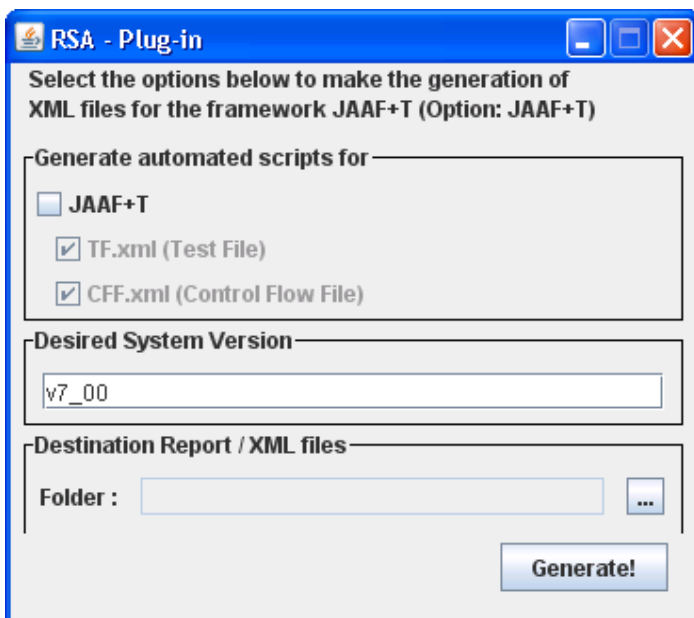 RSA - Plug-in
Select the options below to make the generation of
XML files for the framework JAAF+T (Option: JAAF+T)
Generate automated scripts for
JAAF+T
TF.xml (Test File)
CFF.xml (Control Flow File)
Desired System Version
v7_00
Destination Report / XML files
Folder :
...
Generate!